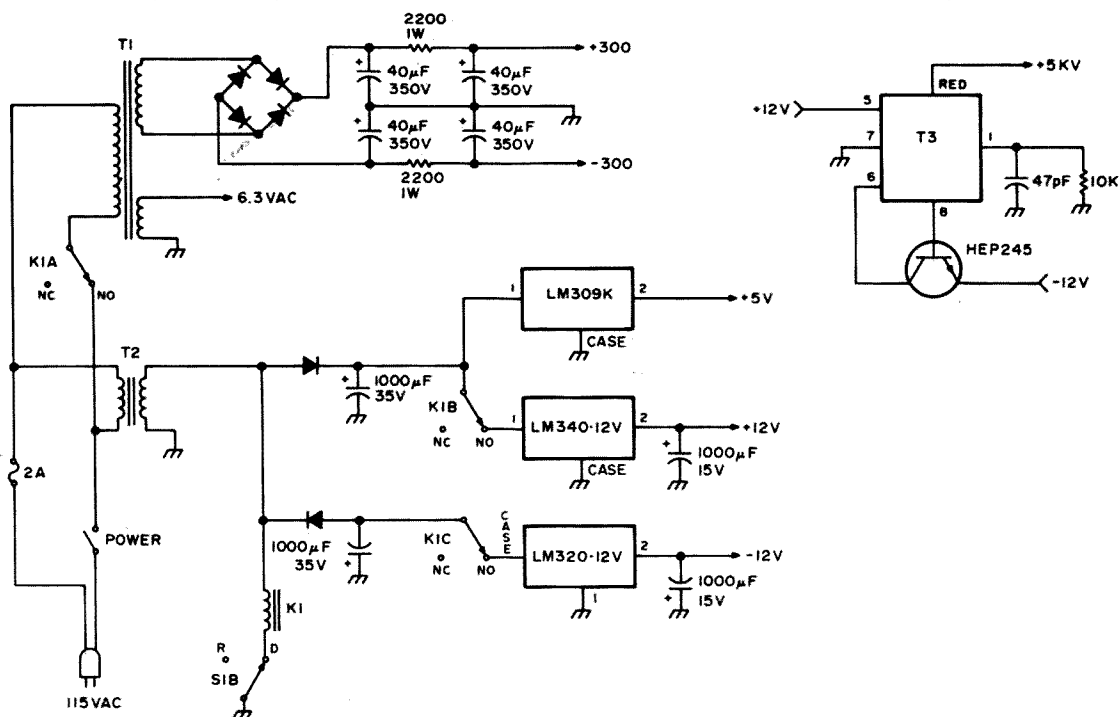 T1
2200
1W
+300
40µF
350V
40µF
350V
40µF
350V
40µF
350V
2200
1W
-300
6.3VAC
K1A
NC
NO
T2
2A
POWER
115VAC
1000µF
35V
K1B
NC
NO
1
LM309K
2
+5V
CASE
1
LM340-12V
2
+12V
CASE
1000µF
15V
1000µF
35V
K1C
NC
NO
CASE
LM320-12V
2
-12V
1
1000µF
15V
K1
R
D
S1B
+5KV
RED
+12V
5
7
6
T3
1
8
47pF
10K
HEP245
-12V